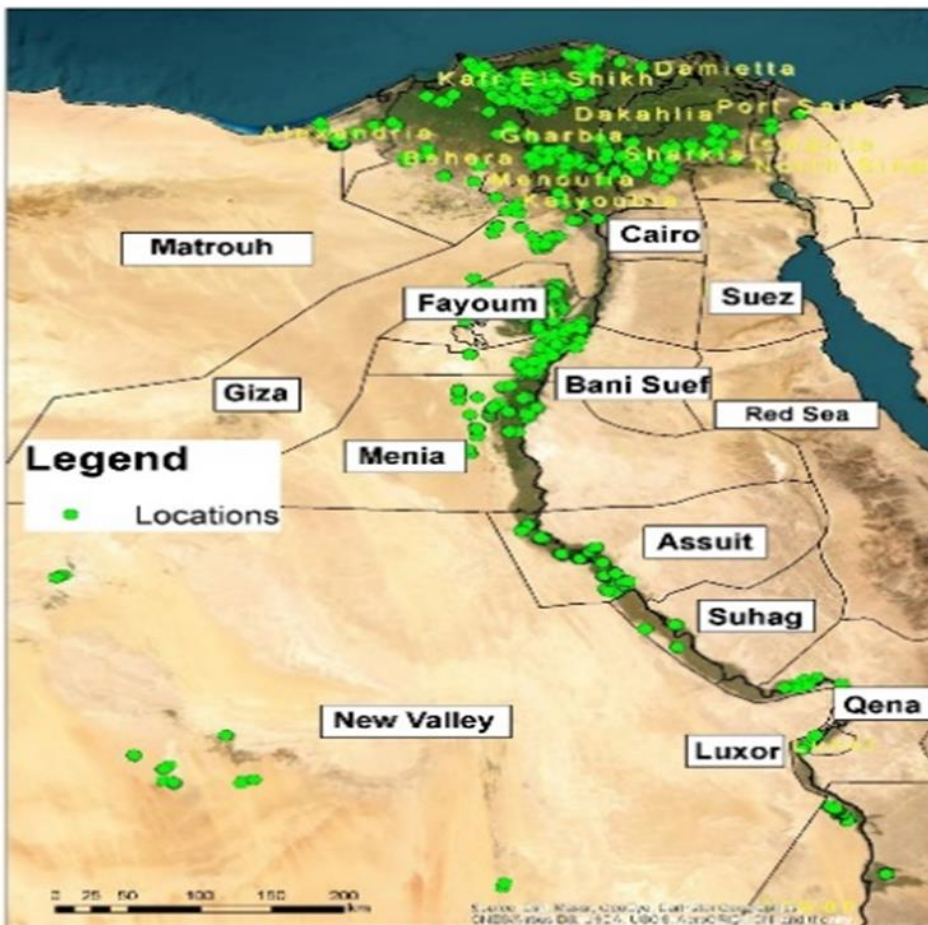 Kafr El-Shikh
Damietta
Dakahlia
Port Said
Alexandria
Gharbia
Behera
Sharkia
Menoufia
Kelyoubia
Matrouh
Cairo
Fayoum
Suez
Giza
Bani Suef
Red Sea
Menia
Legend
Locations
Assuit
Suhag
New Valley
Qena
Luxor
0 25 50 100 150 200
km